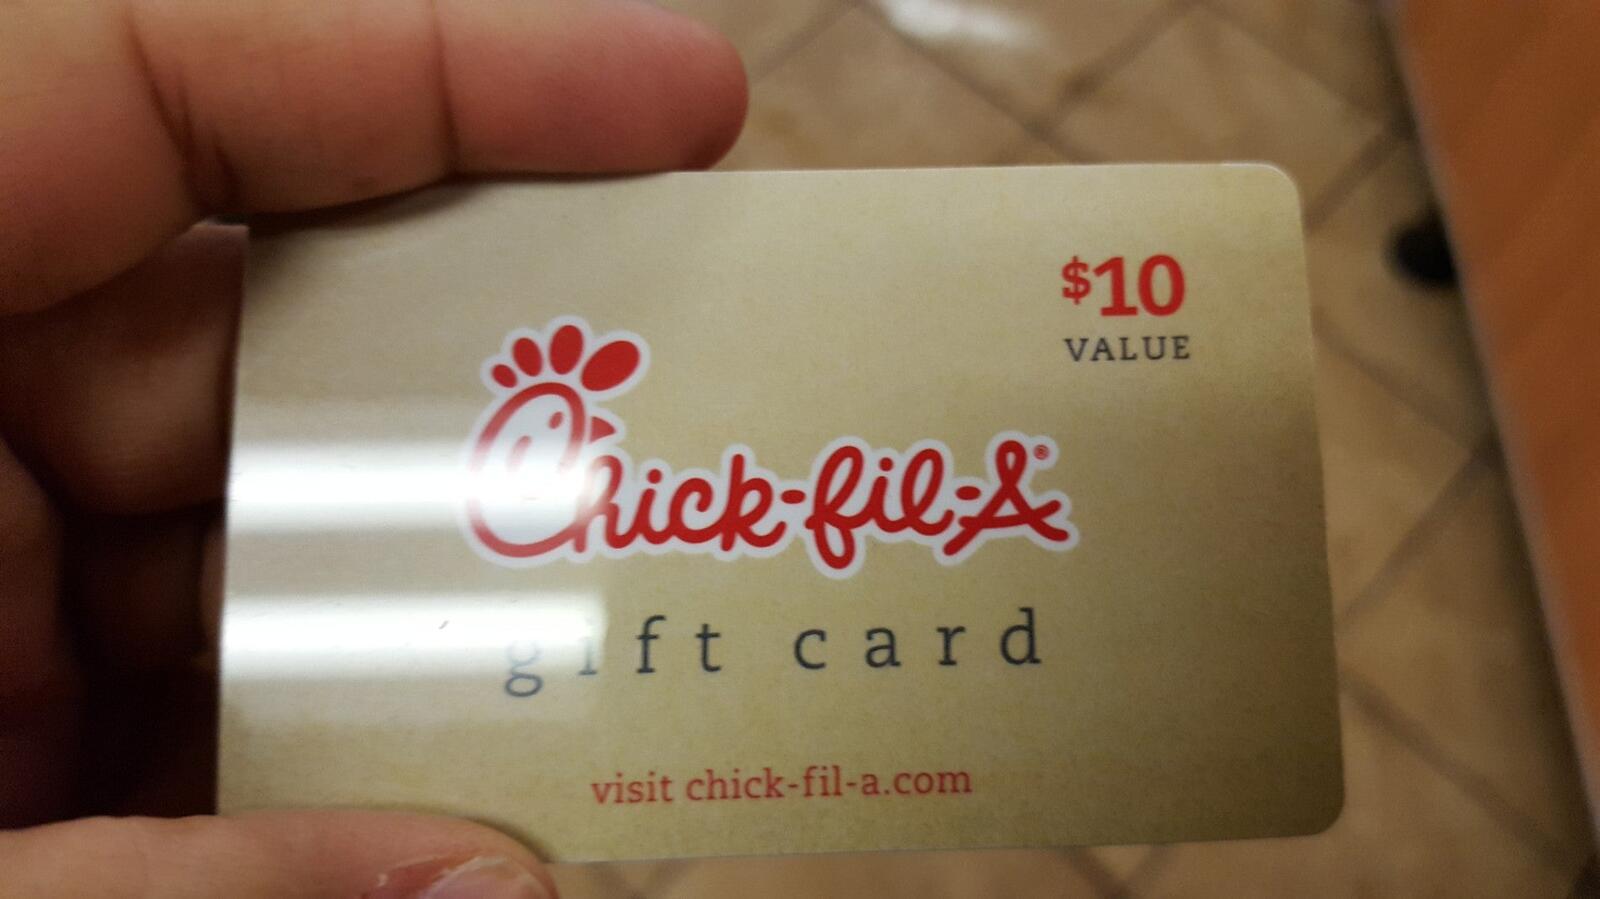 $10
VALUE
Chick-fil-A®
gift card
visit chick-fil-a.com